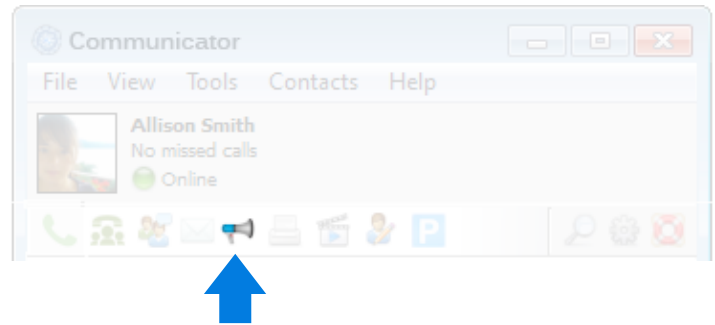 Communicator
File View Tools Contacts Help
Allison Smith
No missed calls
Online
P